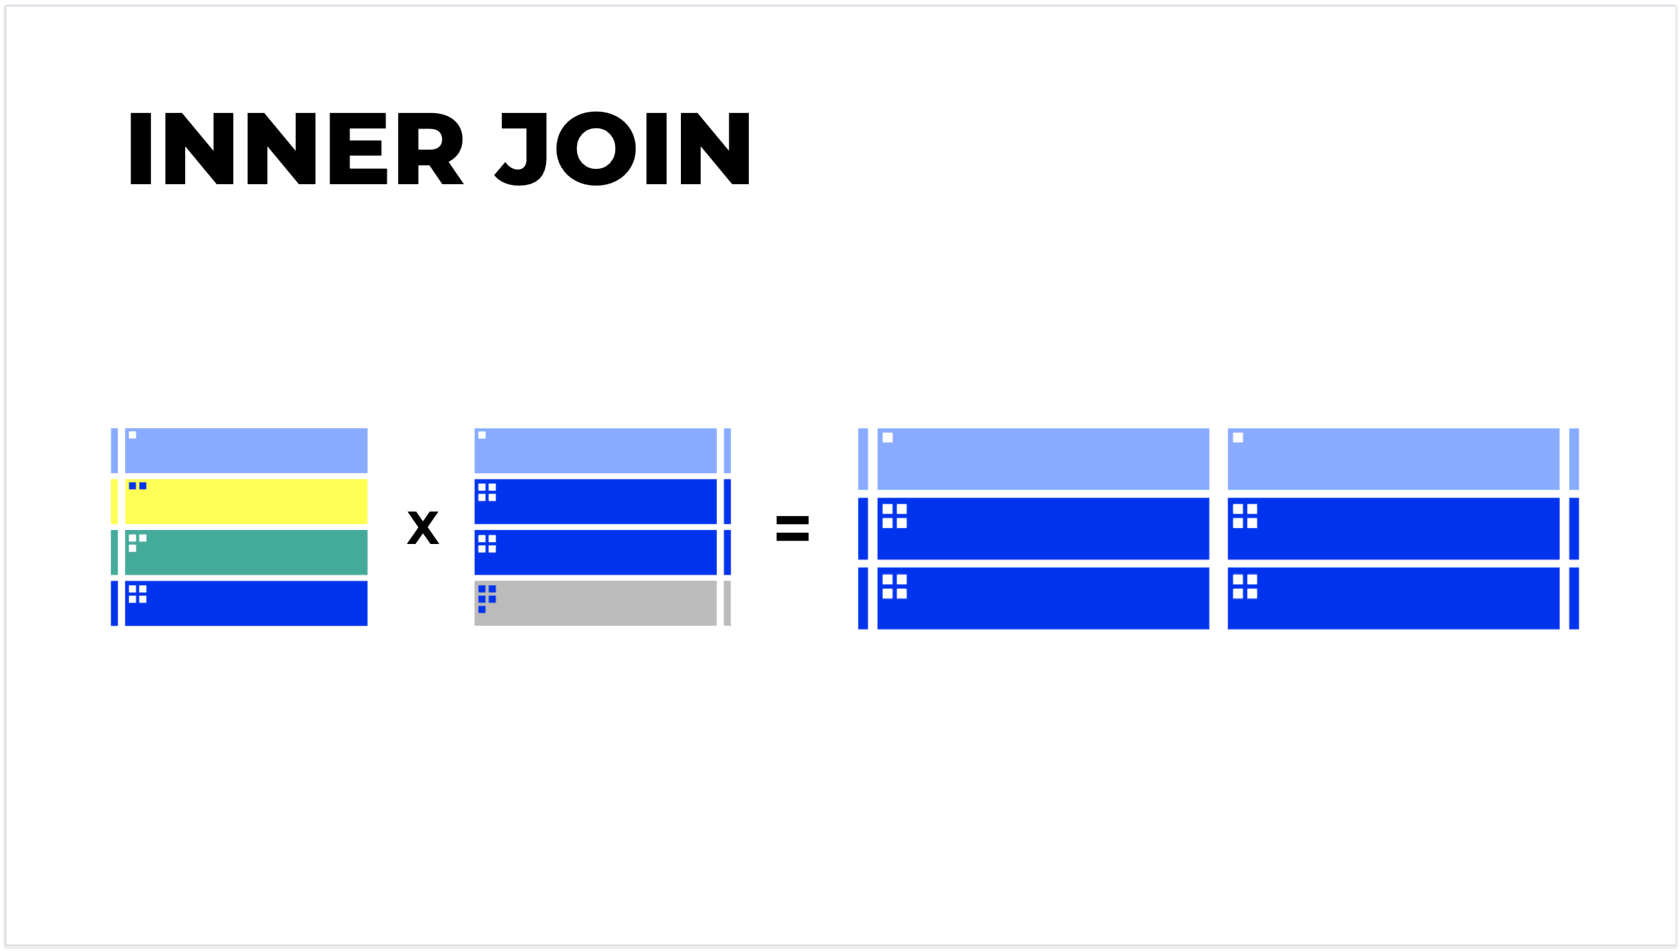 INNER JOIN
x =